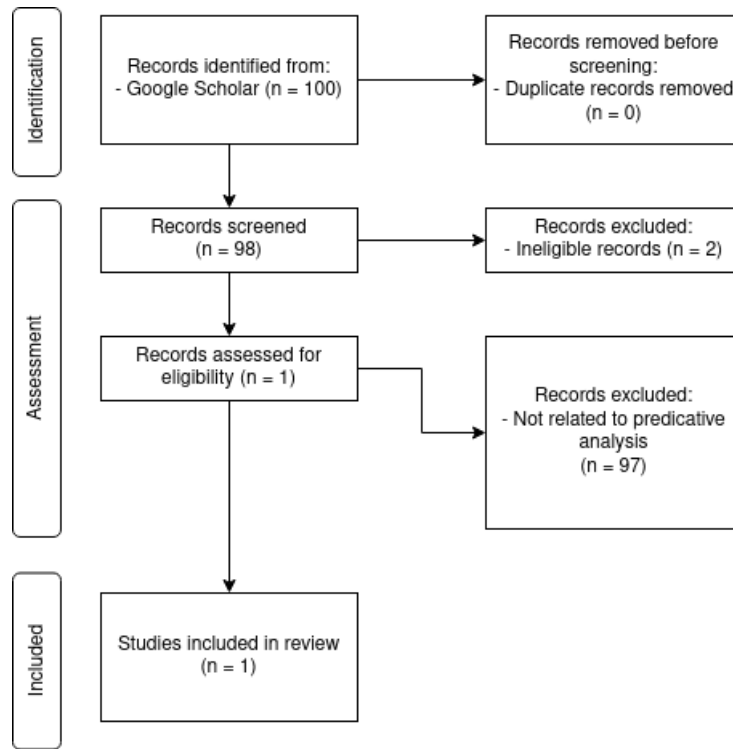 Identification
Records identified from:
- Google Scholar (n = 100)
Records removed before
screening:
- Duplicate records removed
(n = 0)
Assessment
Records screened
(n = 98)
Records excluded:
- Ineligible records (n = 2)
Records assessed for
eligibility (n = 1)
Records excluded:
- Not related to predicative
analysis
(n = 97)
Included
Studies included in review
(n = 1)